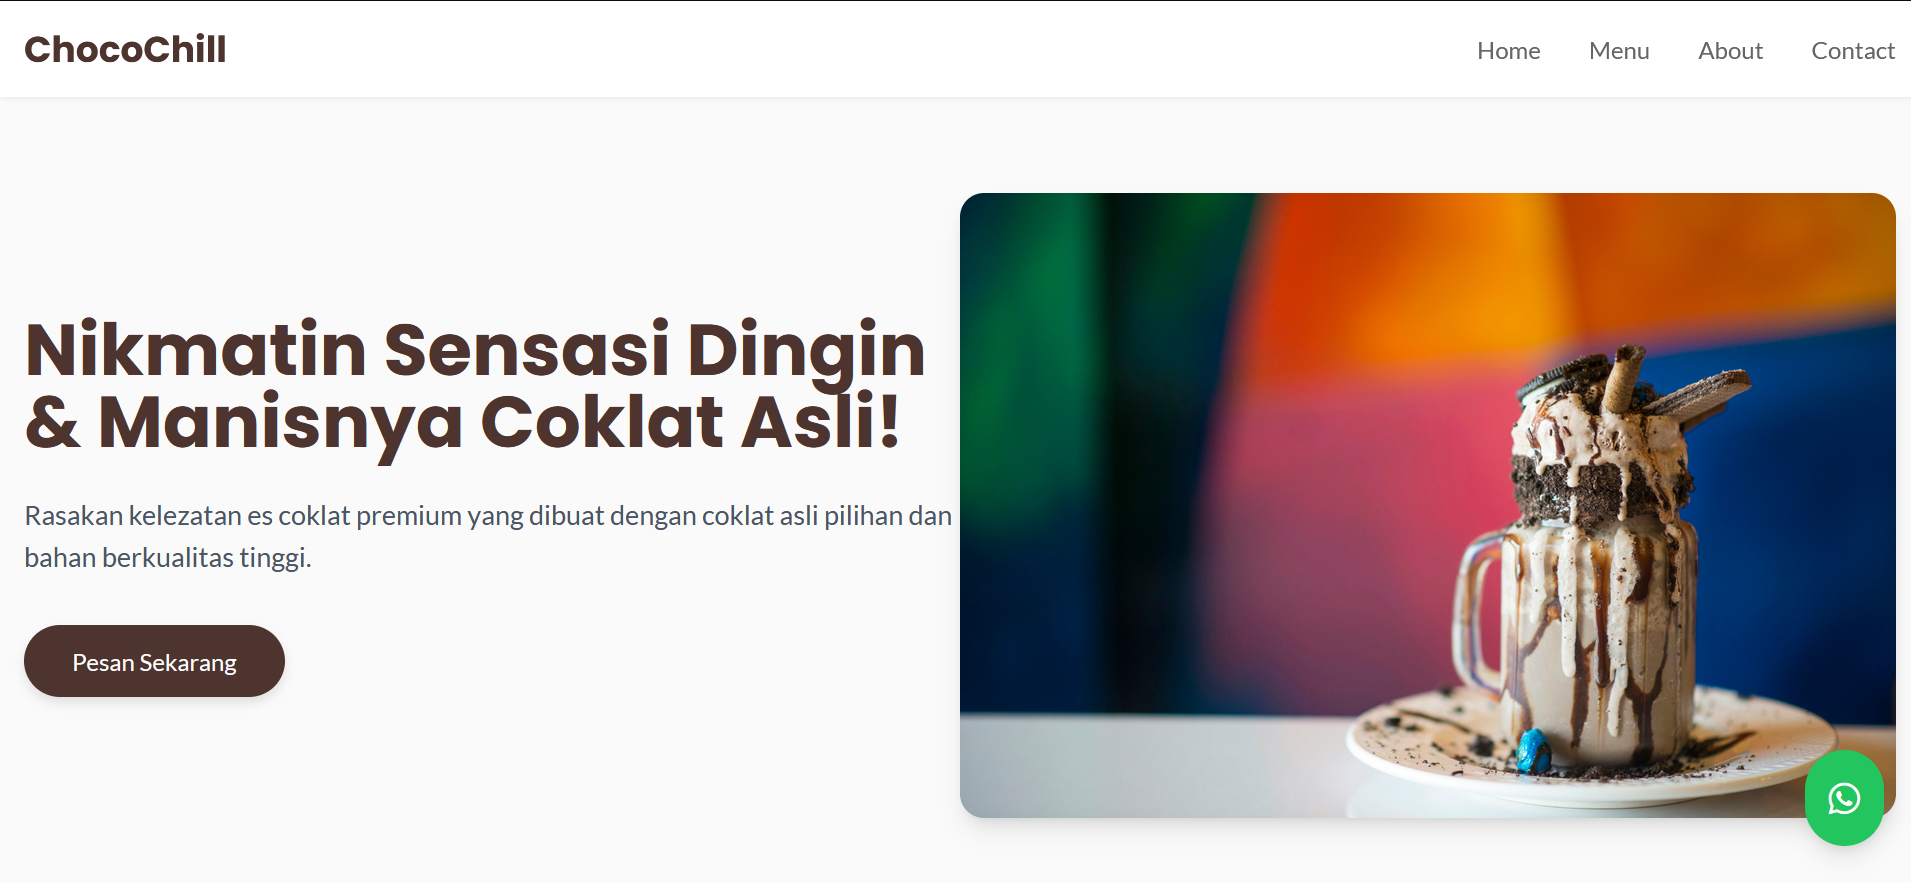 ChocoChill
Home Menu About Contact
Nikmatin Sensasi Dingin
& Manisnya Coklat Asli!
Rasakan kelezatan es coklat premium yang dibuat dengan coklat asli pilihan dan
bahan berkualitas tinggi.
Pesan Sekarang